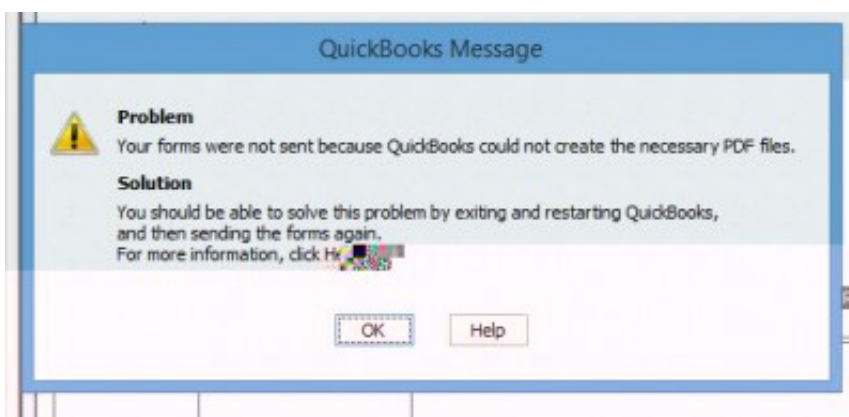 QuickBooks Message
Problem
Your forms were not sent because QuickBooks could not create the necessary PDF files.
Solution
You should be able to solve this problem by exiting and restarting QuickBooks,
and then sending the forms again.
For more information, click
OK
Help